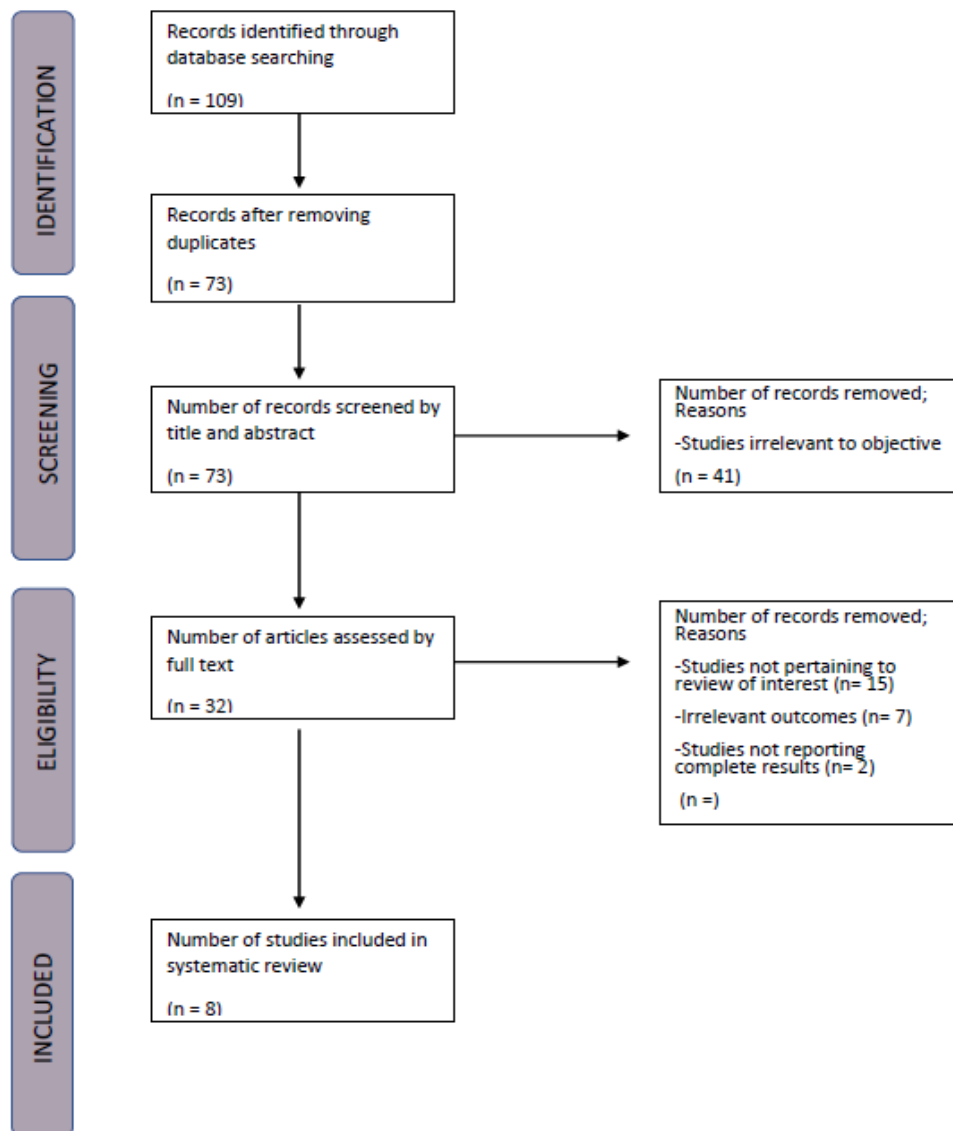 IDENTIFICATION
Records identified through
database searching
(n = 109)
Records after removing
duplicates
(n = 73)
SCREENING
Number of records screened by
title and abstract
(n = 73)
Number of records removed;
Reasons
-Studies irrelevant to objective
(n = 41)
ELIGIBILITY
Number of articles assessed by
full text
(n = 32)
Number of records removed;
Reasons
-Studies not pertaining to
review of interest (n= 15)
-Irrelevant outcomes (n= 7)
-Studies not reporting
complete results (n= 2)
(n =)
INCLUDED
Number of studies included in
systematic review
(n = 8)